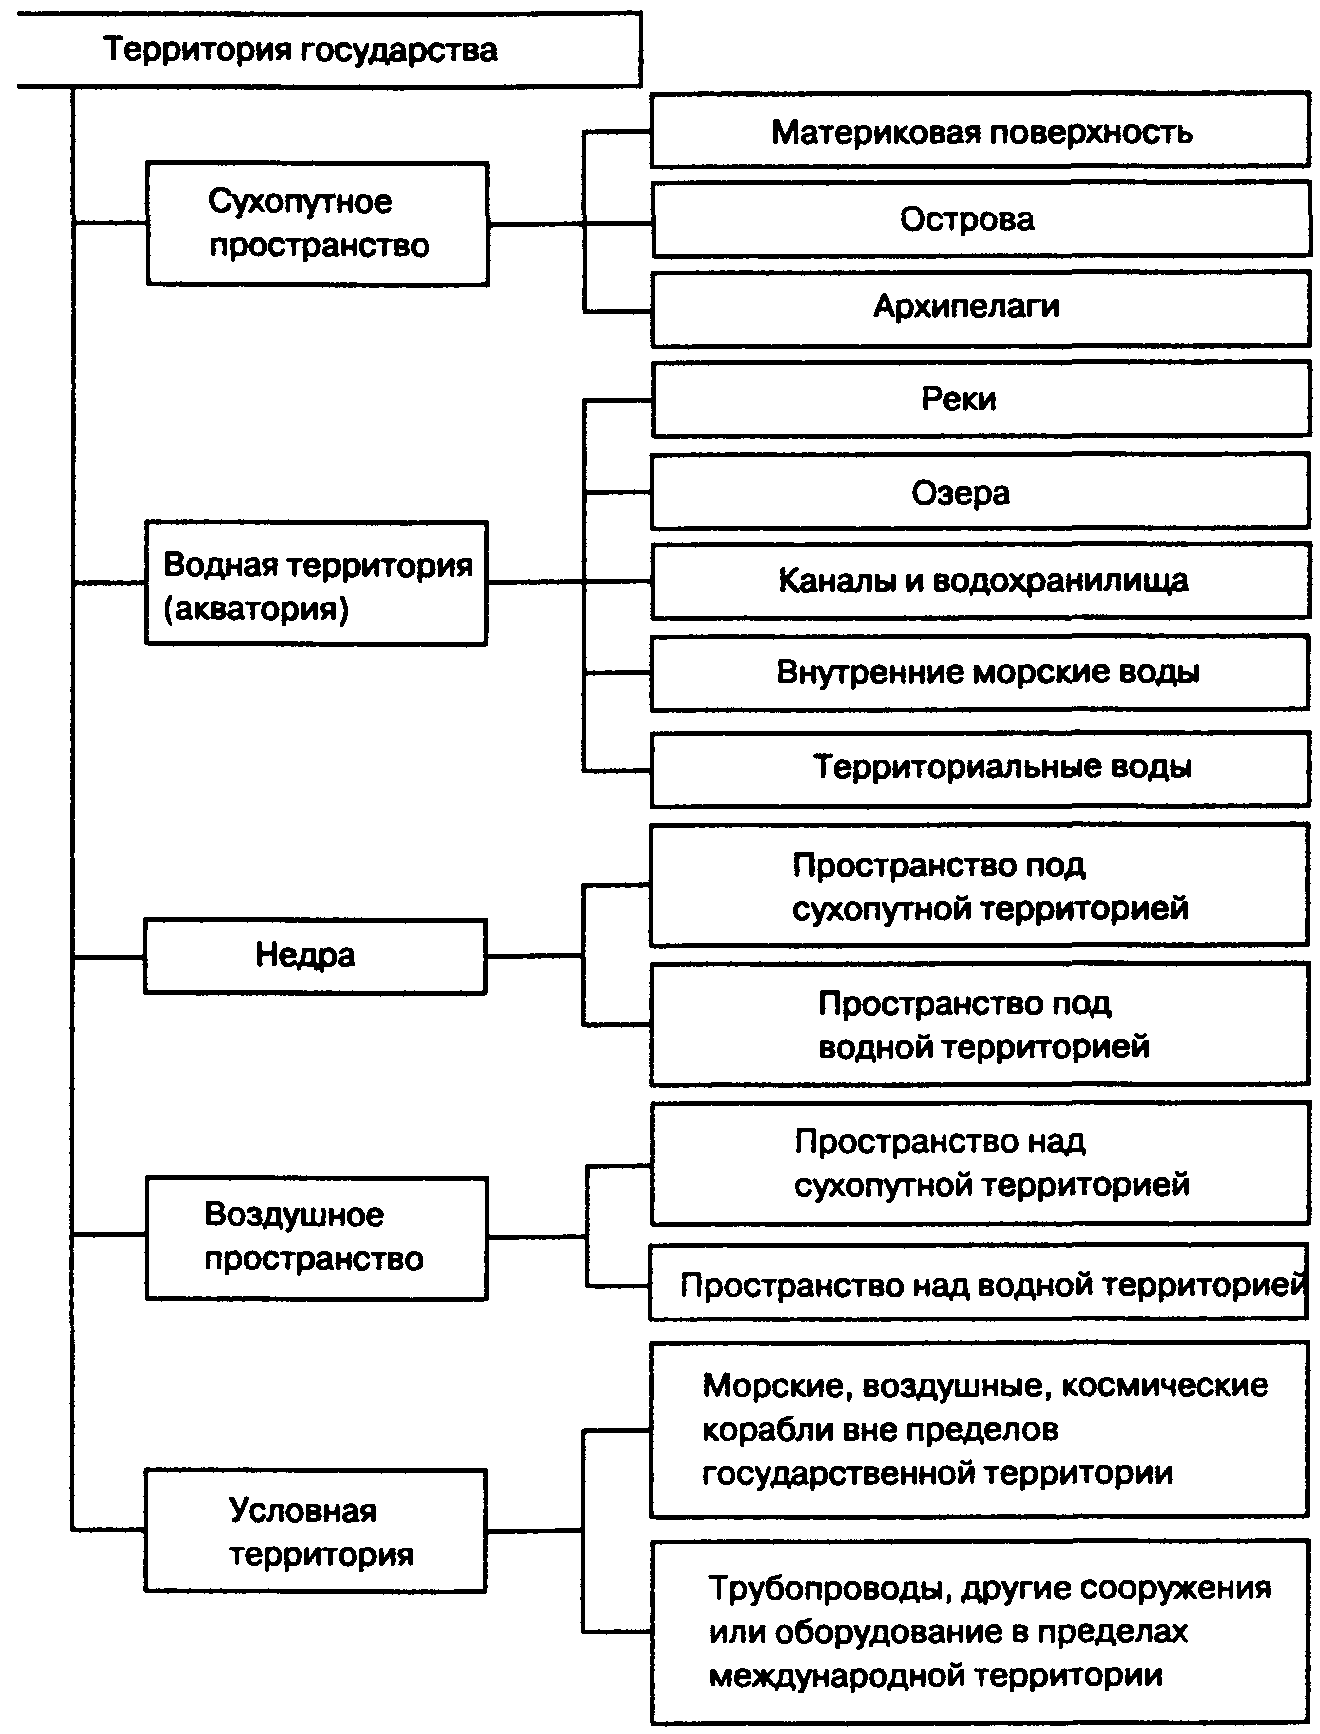 Территория государства
Сухопутное
пространство
Материковая поверхность
Острова
Архипелаги
Водная территория
(акватория)
Реки
Озера
Каналы и водохранилища
Внутренние морские воды
Территориальные воды
Недра
Пространство под
сухопутной территорией
Пространство под
водной территорией
Воздушное
пространство
Пространство над
сухопутной территорией
Пространство над водной территорией
Условная
территория
Морские, воздушные, космические
корабли вне пределов
государственной территории
Трубопроводы, другие сооружения
или оборудование в пределах
международной территории